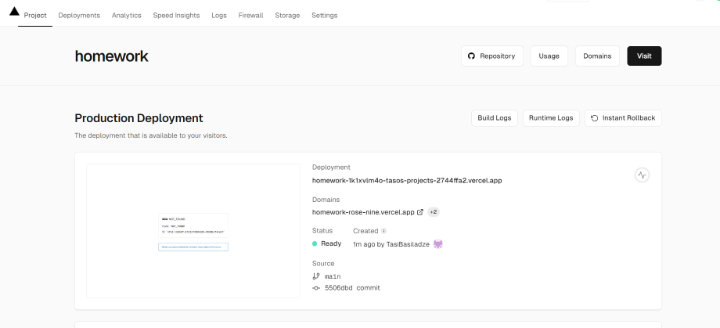 Project Deployments Analytics Speed Insights Logs Firewall Storage Settings
homework
Repository Usage Domains Visit
Production Deployment
Build Logs Runtime Logs Instant Rollback
The deployment that is available to your visitors.
Deployment
homework-1k1xvlm4o-tasos-projects-2744ffa2.vercel.app
Domains
homework-rose-nine.vercel.app +2
Status Created
Ready 1m ago by TasiBasiladze
Source
main
5506dbd commit